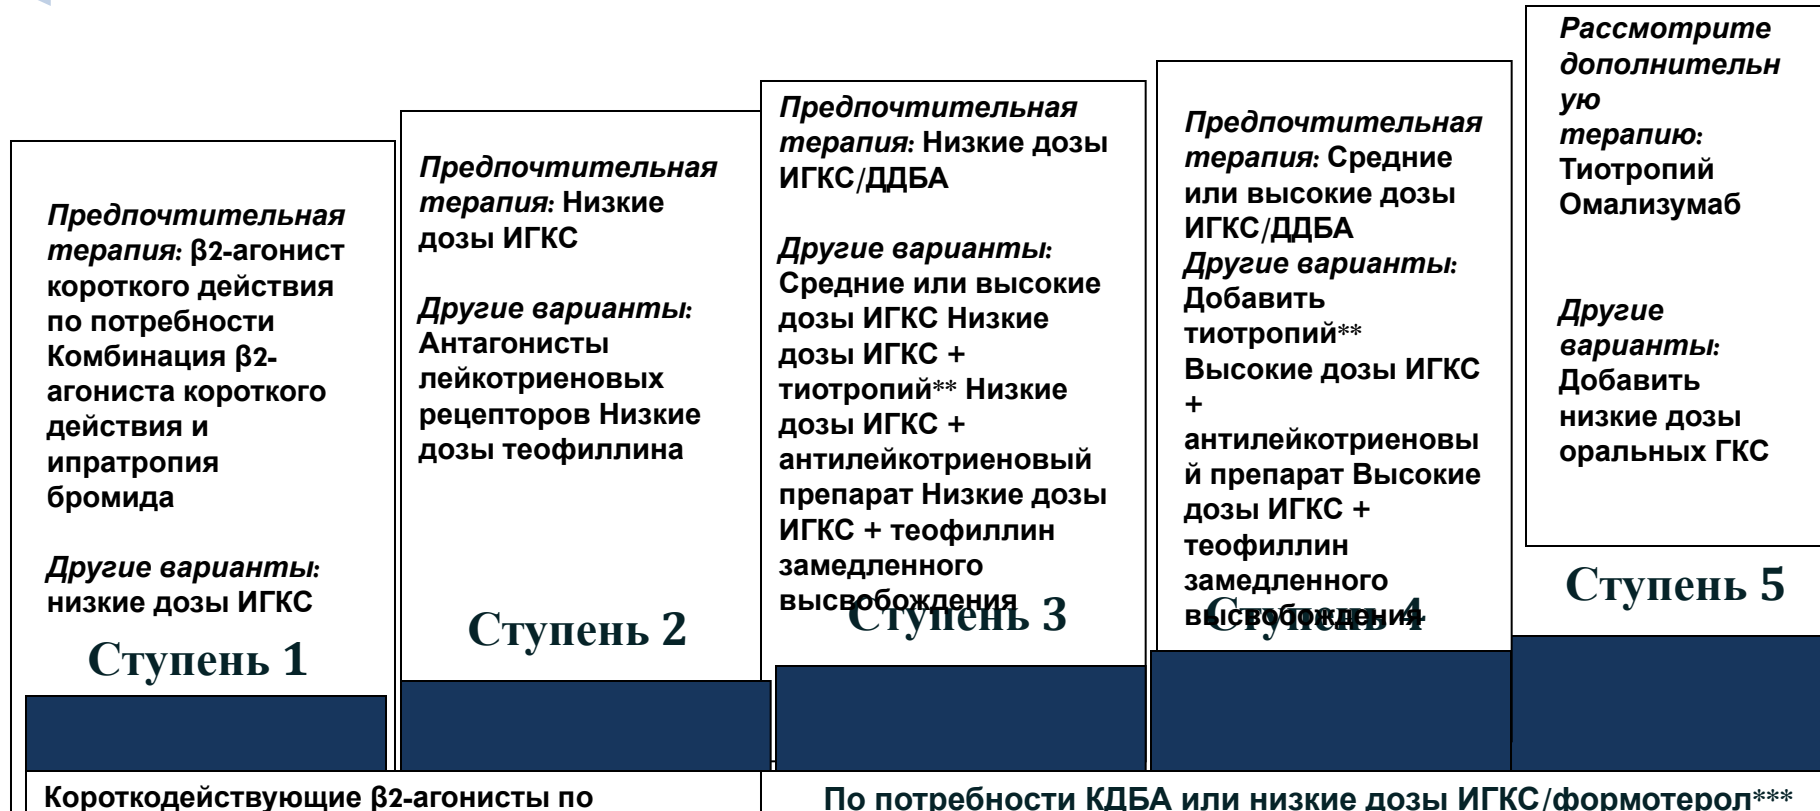 Предпочтительная
терапия: β2-агонист
короткого действия
по потребности
Комбинация β2-
агониста короткого
действия и
ипратропия
бромида
Другие варианты:
низкие дозы ИГКС
Ступень 1
Предпочтительная
терапия: Низкие
дозы ИГКС
Другие варианты:
Антагонисты
лейкотриеновых
рецепторов Низкие
дозы теофиллина
Ступень 2
Предпочтительная
терапия: Низкие дозы
ИГКС/ДДБА
Другие варианты:
Средние или высокие
дозы ИГКС Низкие
дозы ИГКС +
тиотропий** Низкие
дозы ИГКС +
антилейкотриеновый
препарат Низкие дозы
ИГКС + теофиллин
замедленного
высвобождения
Ступень 3
Предпочтительная
терапия: Средние
или высокие дозы
ИГКС/ДДБА
Другие варианты:
Добавить
тиотропий**
Высокие дозы ИГКС
+
антилейкотриеновы
й препарат Высокие
дозы ИГКС +
теофиллин
замедленного
высвобождения
Ступень 4
Рассмотрите
дополнительн
ую
терапию:
Тиотропий
Омализумаб
Другие
варианты:
Добавить
низкие дозы
оральных ГКС
Ступень 5
Короткодействующие β2-агонисты по
По потребности КДБА или низкие дозы ИГКС/формотерол***